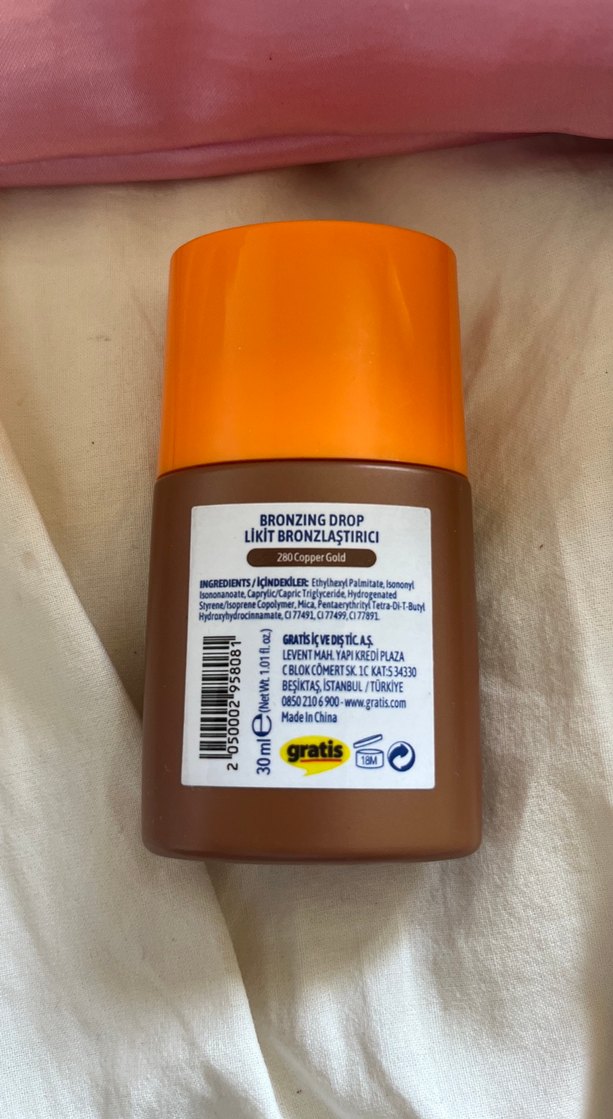 BRONZING DROP
LİKİT BRONZLAŞTIRICI
280 Copper Gold
INGREDIENTS / İÇİNDEKİLER: Ethylhexyl Palmitate, Isononyl
Isononanoate, Caprylic/Capric Triglyceride, Hydrogenated
Styrene/Isoprene Copolymer, Mica, Pentaerythrityl Tetra-Di-T-Butyl
Hydroxyhydrocinnamate, CI 77491, CI 77499, CI 77891.
2 050002 958081
30 ml e (Net Wt. 1.01 fl.oz.)
GRATİS İÇ VE DIŞ TİC. A.Ş.
LEVENT MAH. YAPI KREDİ PLAZA
C BLOK CÖMERT SK. 1C KAT:5 34330
BEŞİKTAŞ, İSTANBUL / TÜRKİYE
0850 210 6 900 - www.gratis.com
Made in China
gratis
18M